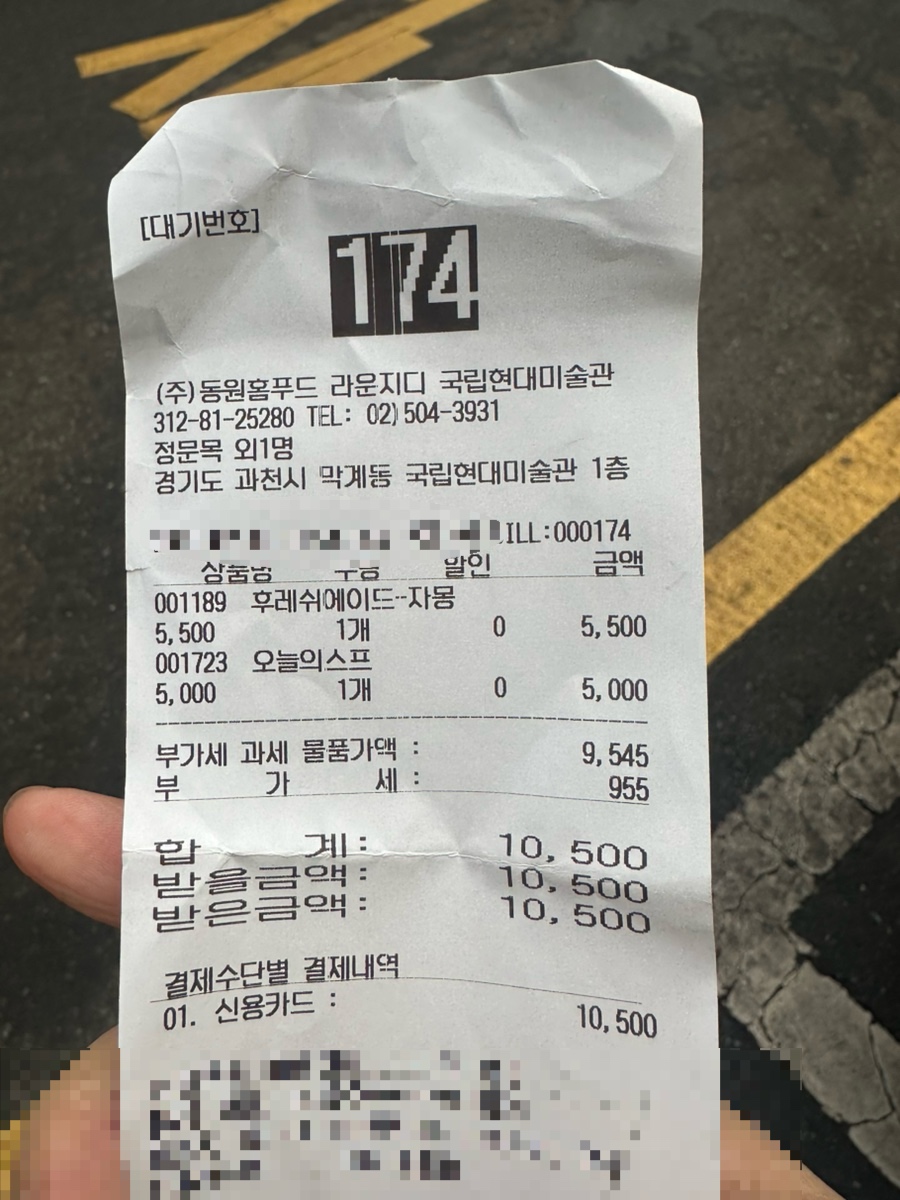 [대기번호]
174
(주)동원홈푸드 라운지디 국립현대미술관
312-81-25280 TEL: 02)504-3931
정문목 외1명
경기도 과천시 막계동 국립현대미술관 1층
ILL:000174
상품명 수량 할인 금액
001189 후레쉬에이드--자몽
5,500 1개 0 5,500
001723 오늘의스프
5,000 1개 0 5,000
부가세 과세 물품가액 : 9,545
부 가 세 : 955
합 계: 10,500
받을금액: 10,500
받은금액: 10,500
결제수단별 결제내역
01. 신용카드 : 10,500